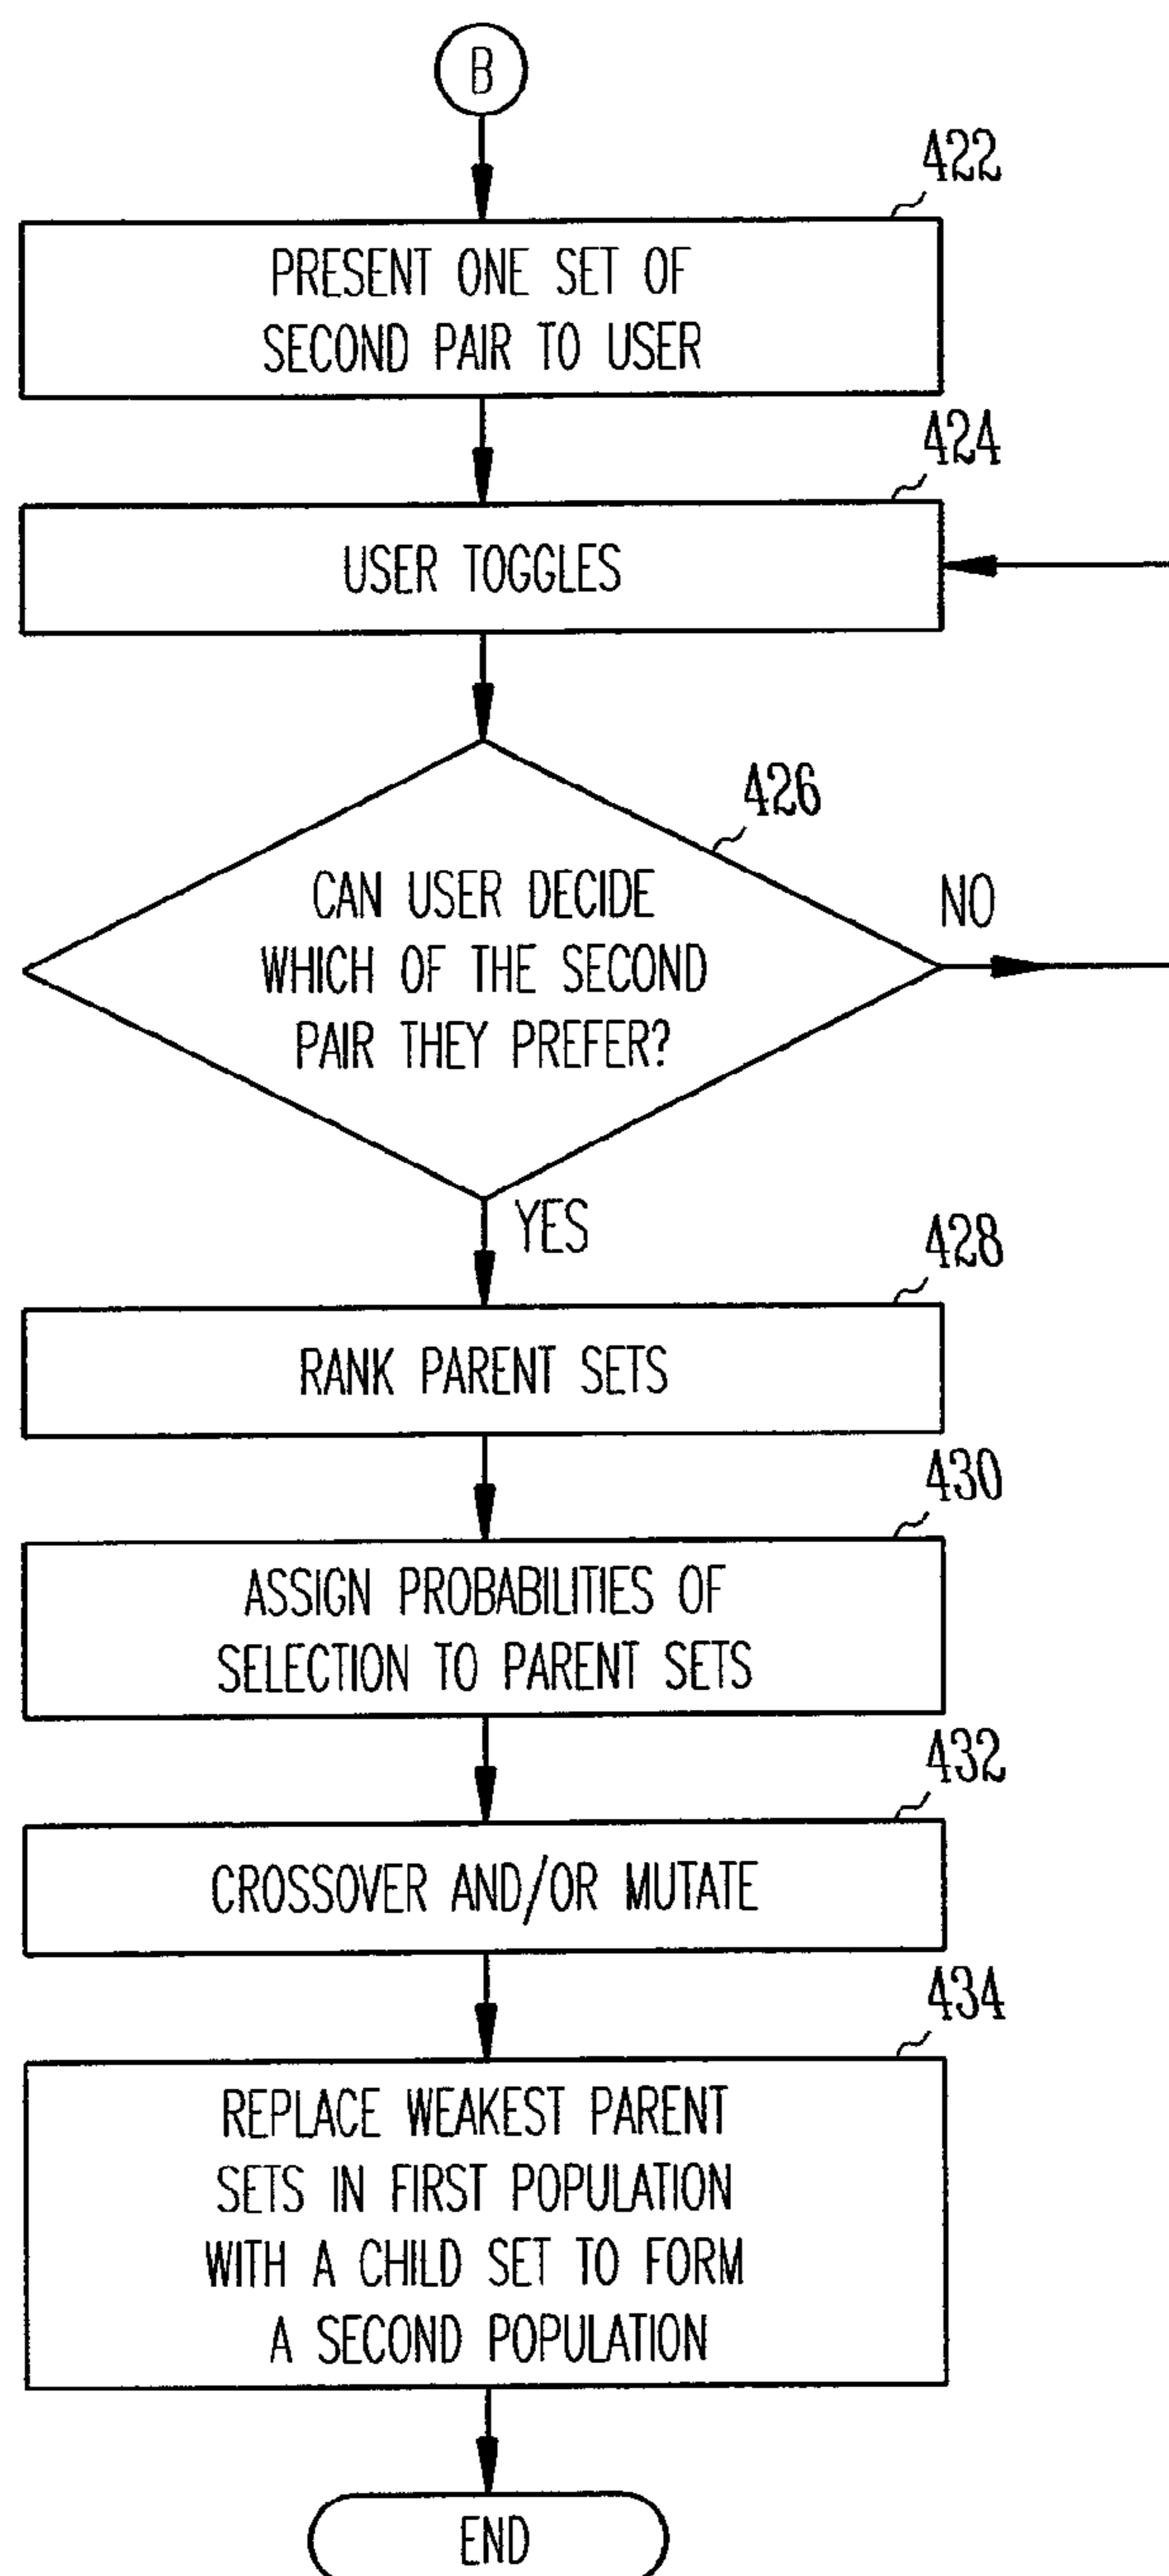 B
422
PRESENT ONE SET OF
SECOND PAIR TO USER
424
USER TOGGLES
426
CAN USER DECIDE
WHICH OF THE SECOND
PAIR THEY PREFER?
NO
YES
428
RANK PARENT SETS
430
ASSIGN PROBABILITIES OF
SELECTION TO PARENT SETS
432
CROSSOVER AND/OR MUTATE
434
REPLACE WEAKEST PARENT
SETS IN FIRST POPULATION
WITH A CHILD SET TO FORM
A SECOND POPULATION
END